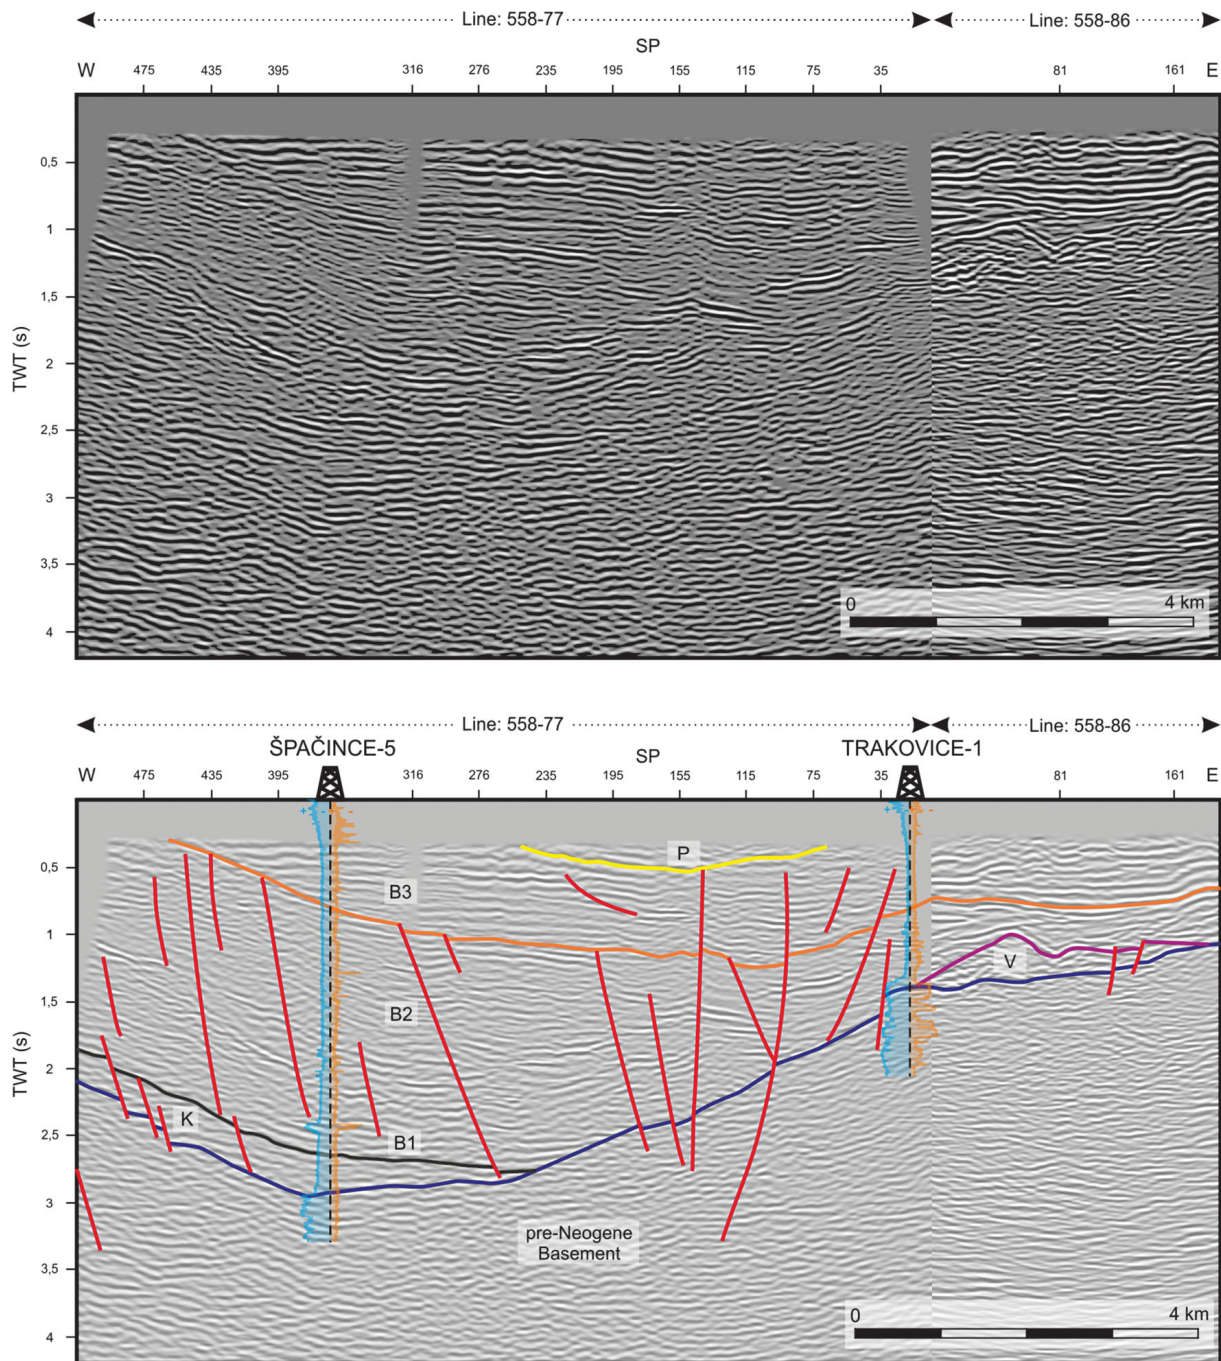 Line: 558-77 Line: 558-86
SP
W 475 435 395 316 276 235 195 155 115 75 35 81 161 E
0,5
1
1,5
TWT (s)
2
2,5
3
3,5
0 4 km
4
Line: 558-77 Line: 558-86
ŠPAČINCE-5 SP TRAKOVICE-1
W 475 435 395 316 276 235 195 155 115 75 35 81 161 E
+ - + -
P
0,5
B3
1
V
1,5
B2
TWT (s)
2
K
B1
2,5
3
pre-Neogene
Basement
3,5
0 4 km
4